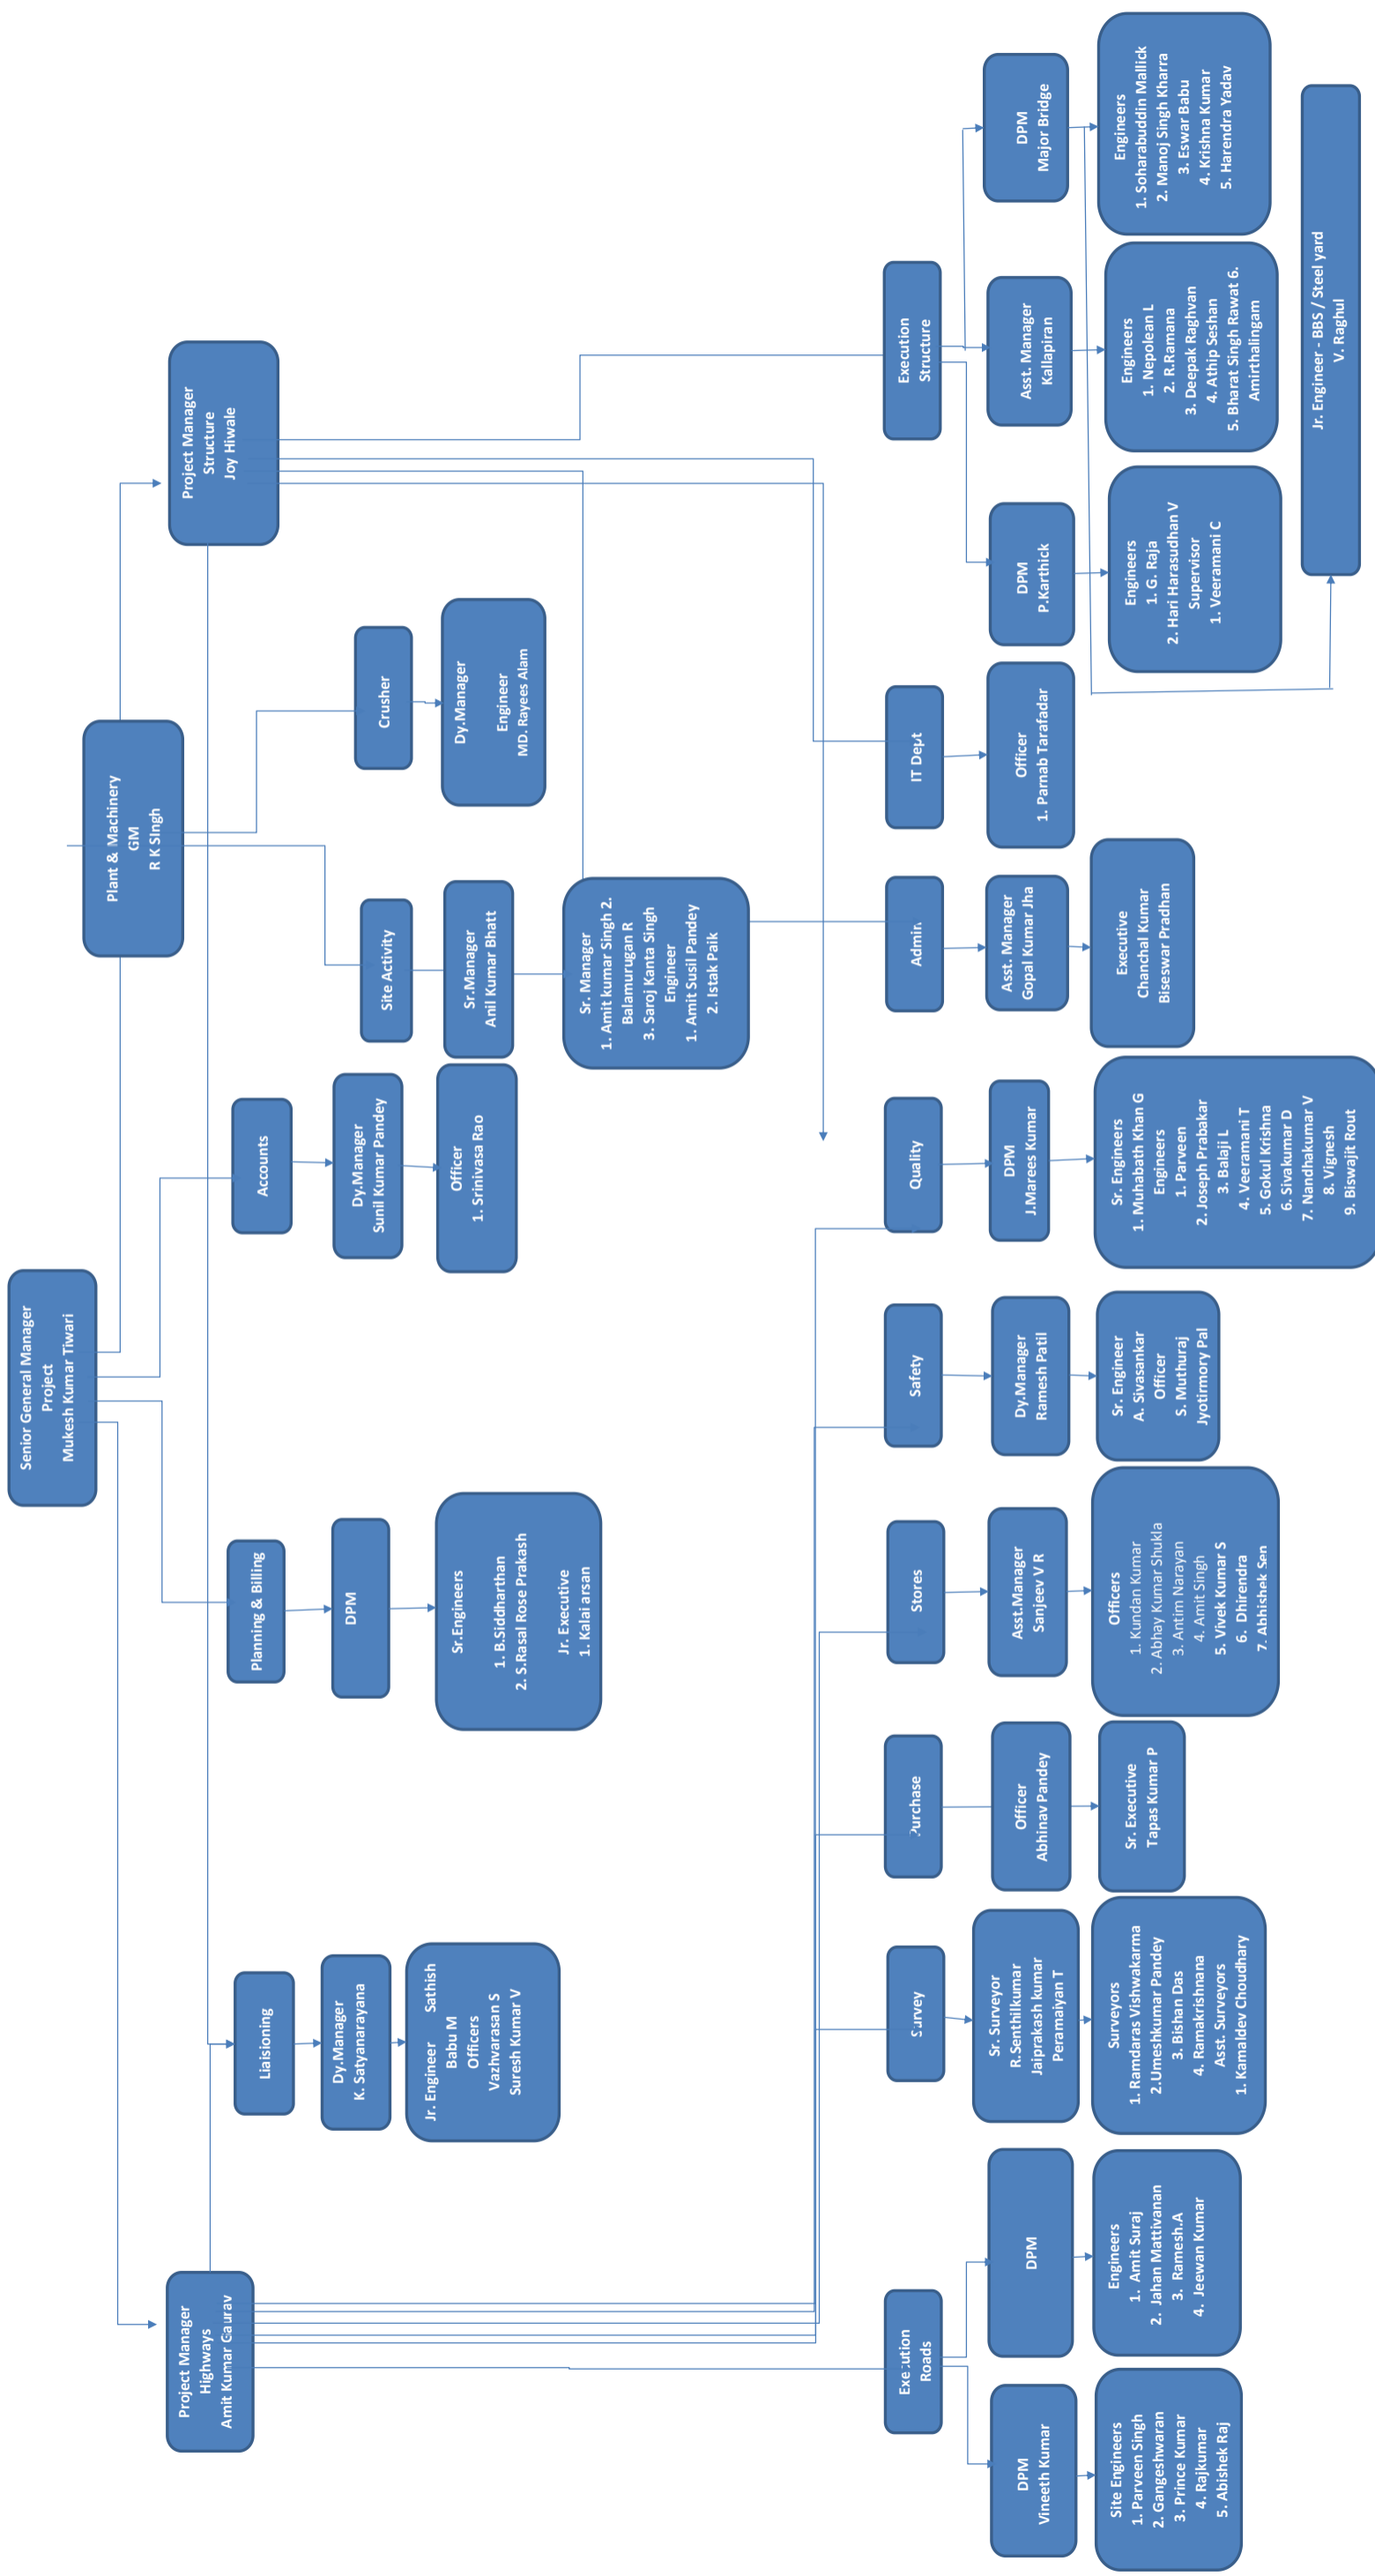 Senior General Manager
Project
Mukesh Kumar Tiwari
Plant & Machinery
GM
R K SIngh
Project Manager
Highways
Amit Kumar Gaurav
Project Manager
Structure
Joy Hiwale
Liaisioning
Dy.Manager
K. Satyanarayana
Jr. Engineer Sathish
Babu M
Officers
Vazhvarasan S
Suresh Kumar V
Planning & Billing
DPM
Sr.Engineers
1. B.Siddharthan
2. S.Rasal Rose Prakash
Jr. Executive
1. Kalai arsan
Accounts
Dy.Manager
Sunil Kumar Pandey
Officer
1. Srinivasa Rao
Site Activity
Sr.Manager
Anil Kumar Bhatt
Sr. Manager
1. Amit kumar Singh 2.
Balamurugan R
3. Saroj Kanta Singh
Engineer
1. Amit Susil Pandey
2. Istak Paik
Crusher
Dy.Manager
Engineer
MD. Rayees Alam
Execution
Roads
DPM
Vineeth Kumar
Site Engineers
1. Parveen Singh
2. Gangeshwaran
3. Prince Kumar
4. Rajkumar
5. Abishek Raj
DPM
Engineers
1. Amit Suraj
2. Jahan Mattivanan
3. Ramesh.A
4. Jeewan Kumar
Survey
Sr. Surveyor
R.Senthilkumar
Jaiprakash kumar
Peramaiyan T
Surveyors
1. Ramdaras Vishwakarma
2.Umeshkumar Pandey
3. Bishan Das
4. Ramakrishnana
Asst. Surveyors
1. Kamaldev Choudhary
Purchase
Officer
Abhinav Pandey
Sr. Executive
Tapas Kumar P
Stores
Asst.Manager
Sanjeev V R
Officers
1. Kundan Kumar
2. Abhay Kumar Shukla
3. Antim Narayan
4. Amit Singh
5. Vivek Kumar S
6. Dhirendra
7. Abhishek Sen
Safety
Dy.Manager
Ramesh Patil
Sr. Engineer
A. Sivasankar
Officer
S. Muthuraj
Jyotirmory Pal
Quality
DPM
J.Marees Kumar
Sr. Engineers
1. Muhabath Khan G
Engineers
1. Parveen
2. Joseph Prabakar
3. Balaji L
4. Veeramani T
5. Gokul Krishna
6. Sivakumar D
7. Nandhakumar V
8. Vignesh
9. Biswajit Rout
Admin
Asst. Manager
Gopal Kumar Jha
Executive
Chanchal Kumar
Biseswar Pradhan
IT Dept
Officer
1. Parnab Tarafadar
Execution
Structure
DPM
P.Karthick
Engineers
1. G. Raja
2. Hari Harasudhan V
Supervisor
1. Veeramani C
Asst. Manager
Kallapiran
Engineers
1. Nepolean L
2. R.Ramana
3. Deepak Raghvan
4. Athip Seshan
5. Bharat Singh Rawat 6.
Amirthalingam
DPM
Major Bridge
Engineers
1. Soharabuddin Mallick
2. Manoj Singh Kharra
3. Eswar Babu
4. Krishna Kumar
5. Harendra Yadav
Jr. Engineer - BBS / Steel yard
V. Raghul